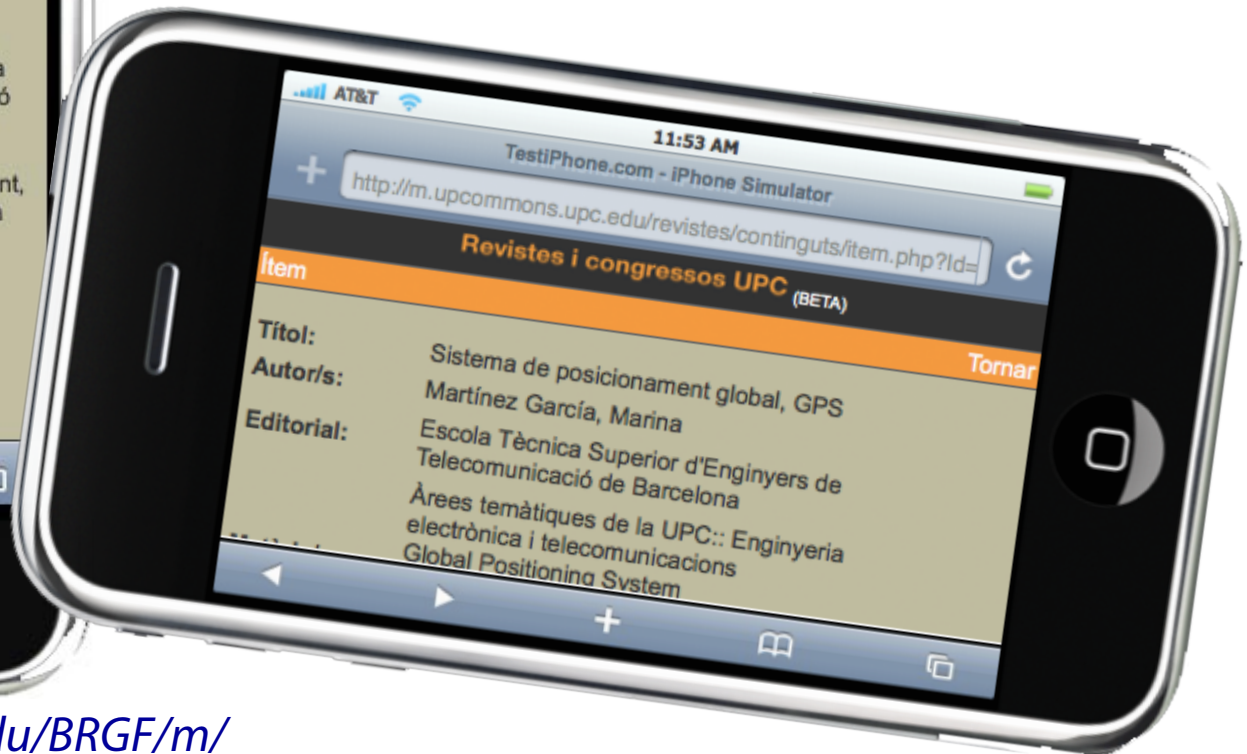 AT&T
11:53 AM
TestiPhone.com - iPhone Simulator
http://m.upcommons.upc.edu/revistes/continguts/item.php?Id=
Revistes i congressos UPC (BETA)
Ítem
Tornar
Títol: Sistema de posicionament global, GPS
Autor/s: Martínez García, Marina
Editorial: Escola Tècnica Superior d'Enginyers de
Telecomunicació de Barcelona
Àrees temàtiques de la UPC:: Enginyeria
electrònica i telecomunicacions
Global Positioning System
nt,
ó
du/BRGF/m/